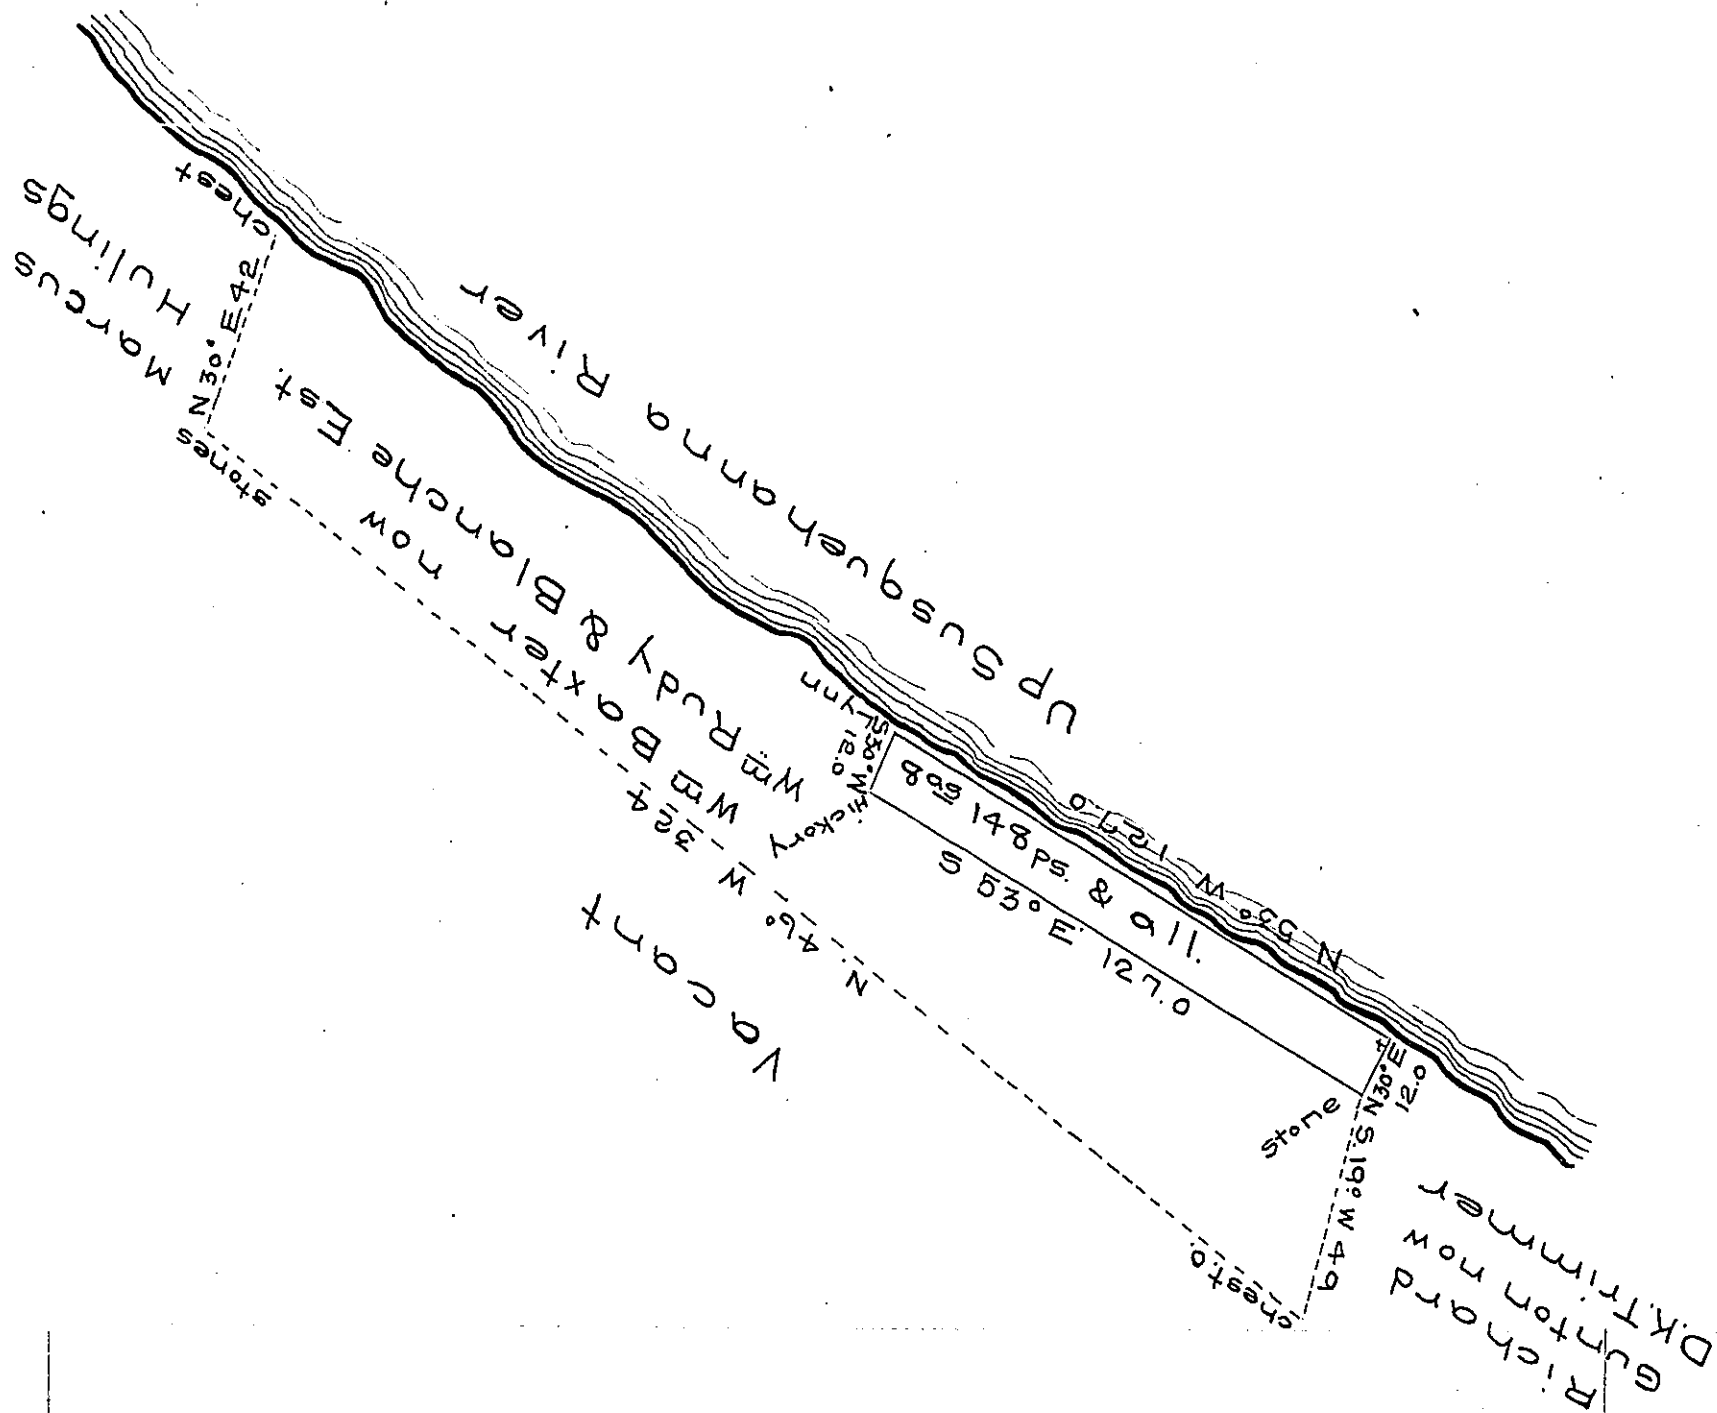 Up Susquehanna River
Marcus
Hulings
chest
N 30° E 42
stones
stones
Wm Baxter now
Wm Rudy & Blanche Est.
N. 46° W 324
Vacant
Lynn
S 30° W
12.0
Hickory
8as 148 ps. & all.
S 53° E. 127.0
N 53° W 127.0
Stone
N 30° E
12.0
S. 19° W 49
chest.o.
Richard
Gunton now
D.K. Trimmer